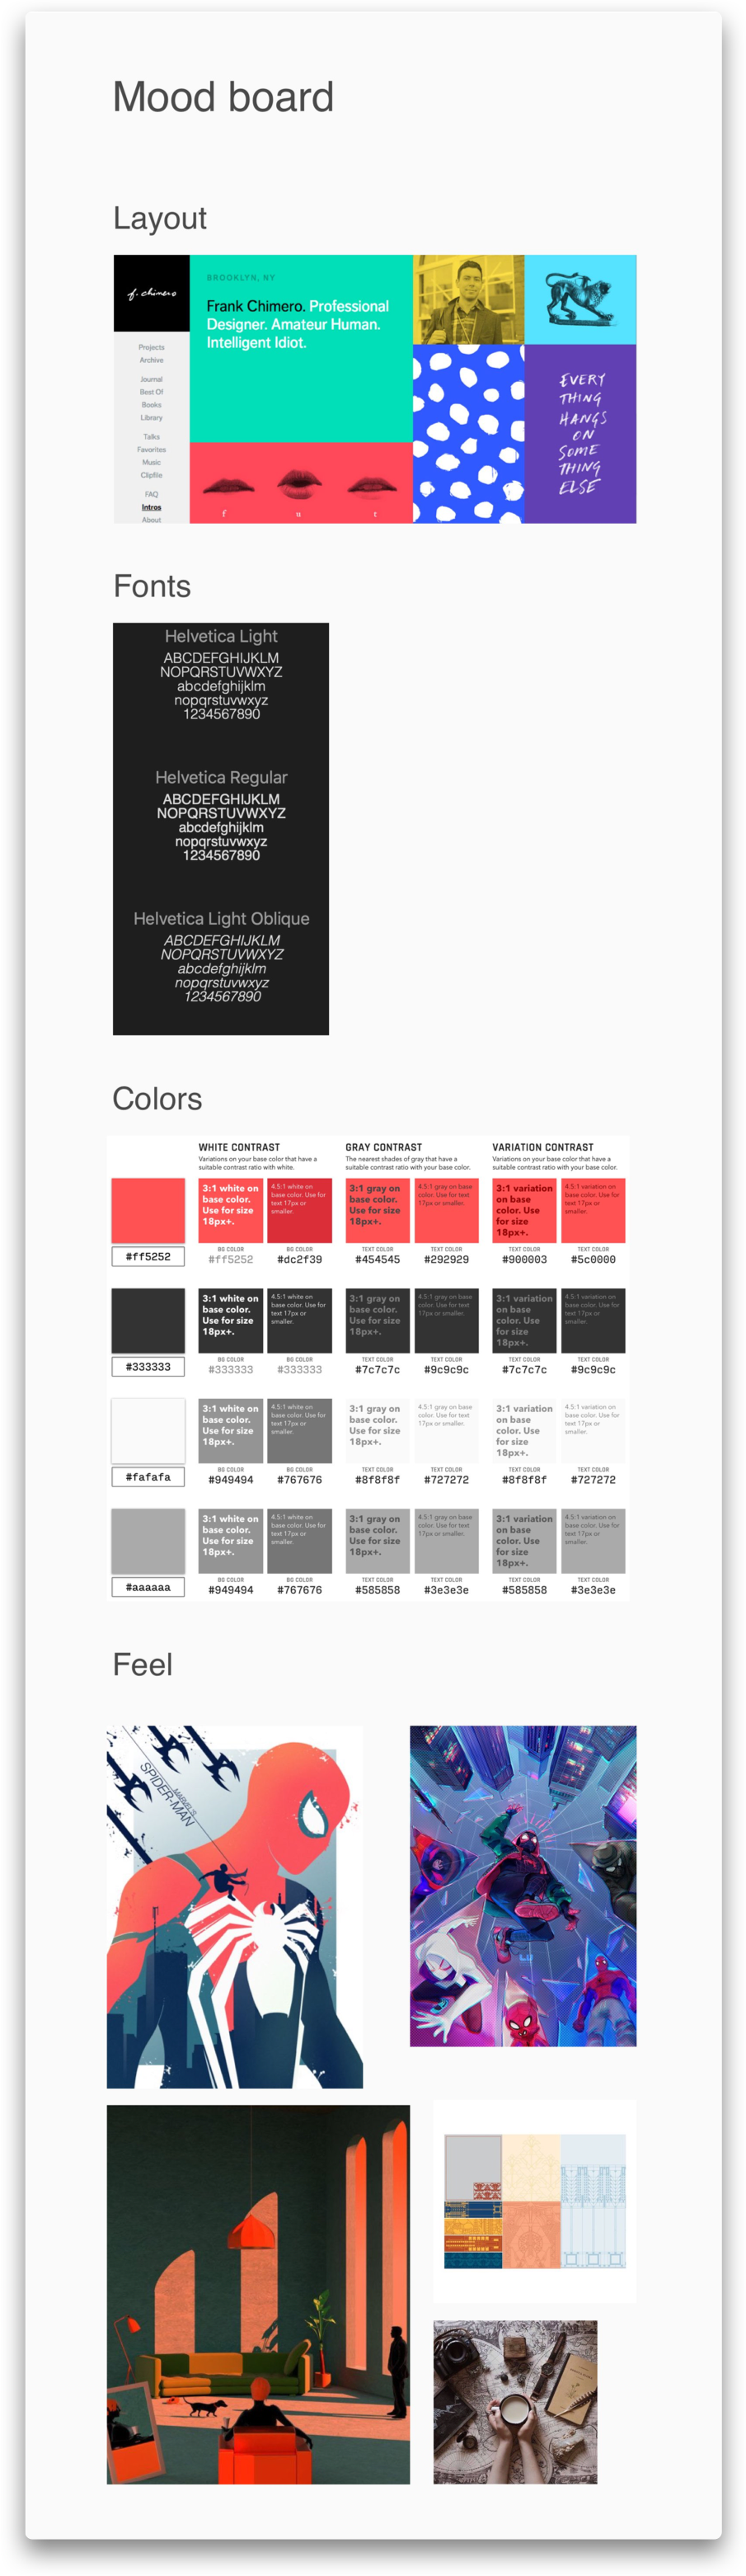 Mood board
Layout
f. chimero
Projects
Archive
Journal
Best Of
Books
Library
Talks
Favorites
Music
Clipfile
FAQ
Intros
About
BROOKLYN, NY
Frank Chimero. Professional
Designer. Amateur Human.
Intelligent Idiot.
f u t
EVERY
THING
HANGS
ON
SOME
THING
ELSE
Fonts
Helvetica Light
ABCDEFGHIJKLM
NOPQRSTUVWXYZ
abcdefghijklm
nopqrstuvwxyz
1234567890
Helvetica Regular
ABCDEFGHIJKLM
NOPQRSTUVWXYZ
abcdefghijklm
nopqrstuvwxyz
1234567890
Helvetica Light Oblique
ABCDEFGHIJKLM
NOPQRSTUVWXYZ
abcdefghijklm
nopqrstuvwxyz
1234567890
Colors
WHITE CONTRAST
Variations on your base color that have a
suitable contrast ratio with white.
GRAY CONTRAST
The nearest shades of gray that have a
suitable contrast ratio with your base color.
VARIATION CONTRAST
Variations on your base color that have a
suitable contrast ratio with your base color.
#ff5252
3:1 white on
base color.
Use for size
18px+.
BG COLOR
#ff5252
4.5:1 white on
base color. Use for
text 17px or
smaller.
BG COLOR
#dc2f39
3:1 gray on
base color.
Use for size
18px+.
TEXT COLOR
#454545
4.5:1 gray on base
color. Use for text
17px or smaller.
TEXT COLOR
#292929
3:1 variation
on base
color. Use
for size
18px+.
TEXT COLOR
#900003
4.5:1 variation on
base color. Use for
text 17px or
smaller.
TEXT COLOR
#5c0000
#333333
3:1 white on
base color.
Use for size
18px+.
BG COLOR
#333333
4.5:1 white on
base color. Use for
text 17px or
smaller.
BG COLOR
#333333
3:1 gray on
base color.
Use for size
18px+.
TEXT COLOR
#7c7c7c
4.5:1 gray on base
color. Use for text
17px or smaller.
TEXT COLOR
#9c9c9c
3:1 variation
on base
color. Use
for size
18px+.
TEXT COLOR
#7c7c7c
4.5:1 variation on
base color. Use for
text 17px or
smaller.
TEXT COLOR
#9c9c9c
#fafafa
3:1 white on
base color.
Use for size
18px+.
BG COLOR
#949494
4.5:1 white on
base color. Use for
text 17px or
smaller.
BG COLOR
#767676
3:1 gray on
base color.
Use for size
18px+.
TEXT COLOR
#8f8f8f
4.5:1 gray on base
color. Use for text
17px or smaller.
TEXT COLOR
#727272
3:1 variation
on base
color. Use
for size
18px+.
TEXT COLOR
#8f8f8f
4.5:1 variation on
base color. Use for
text 17px or
smaller.
TEXT COLOR
#727272
#aaaaaa
3:1 white on
base color.
Use for size
18px+.
BG COLOR
#949494
4.5:1 white on
base color. Use for
text 17px or
smaller.
BG COLOR
#767676
3:1 gray on
base color.
Use for size
18px+.
TEXT COLOR
#585858
4.5:1 gray on base
color. Use for text
17px or smaller.
TEXT COLOR
#3e3e3e
3:1 variation
on base
color. Use
for size
18px+.
TEXT COLOR
#585858
4.5:1 variation on
base color. Use for
text 17px or
smaller.
TEXT COLOR
#3e3e3e
Feel
MARVEL'S
SPIDER-MAN